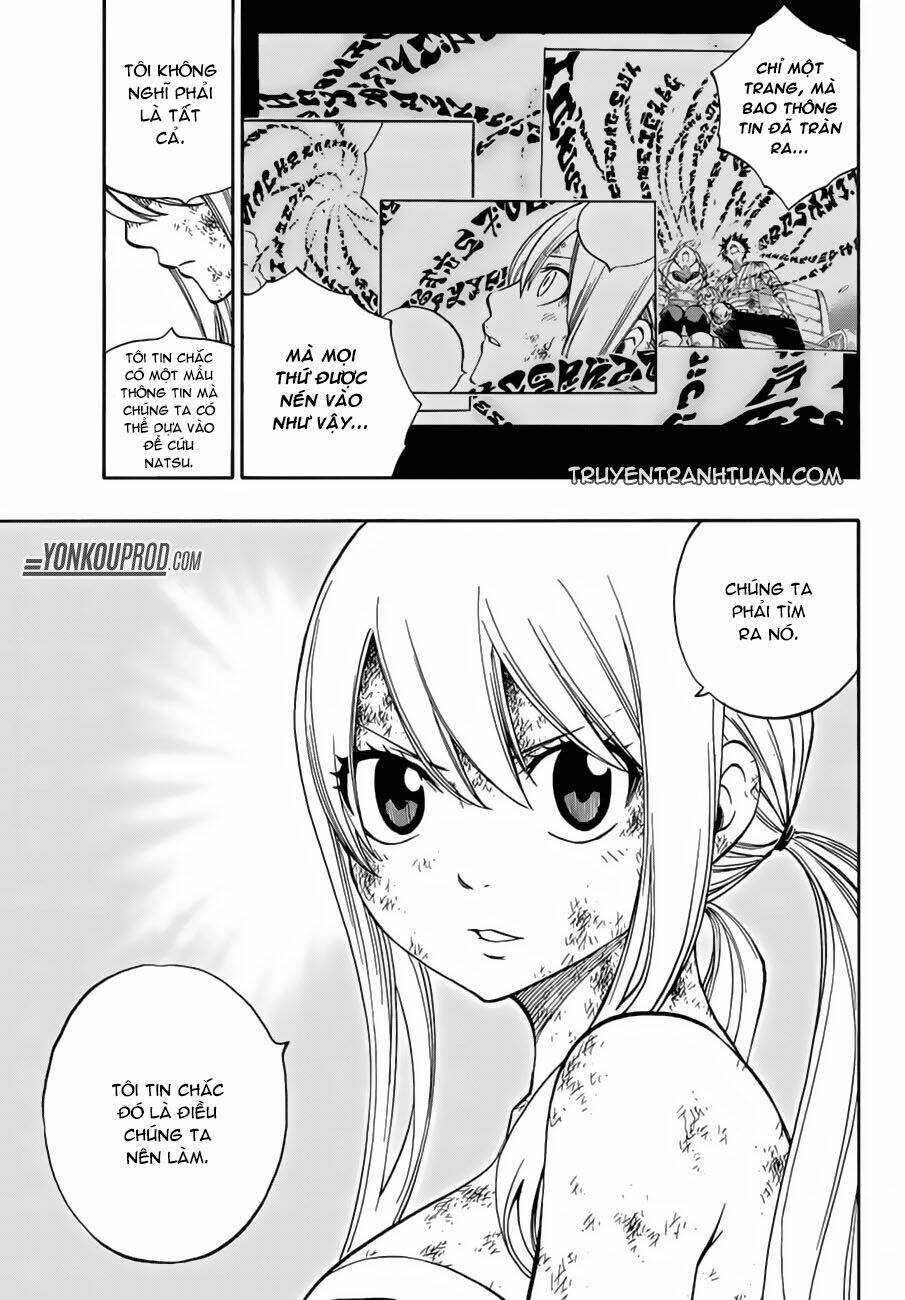 CHỈ MỘT
TRANG, MÀ
BAO THÔNG
TIN ĐÃ TRÀN
RA...
MÀ MỌI
THỨ ĐƯỢC
NÉN VÀO
NHƯ VẬY...
TÔI KHÔNG
NGHĨ PHẢI
LÀ TẤT
CẢ.
TÔI TIN CHẮC
CÓ MỘT MẨU
THÔNG TIN MÀ
CHÚNG TA CÓ
THỂ DỰA VÀO
ĐỂ CỨU
NATSU.
TRUYENTRANHTUAN.COM
YONKOUPROD.COM
CHÚNG TA
PHẢI TÌM
RA NÓ.
TÔI TIN CHẮC
ĐÓ LÀ ĐIỀU
CHÚNG TA
NÊN LÀM.